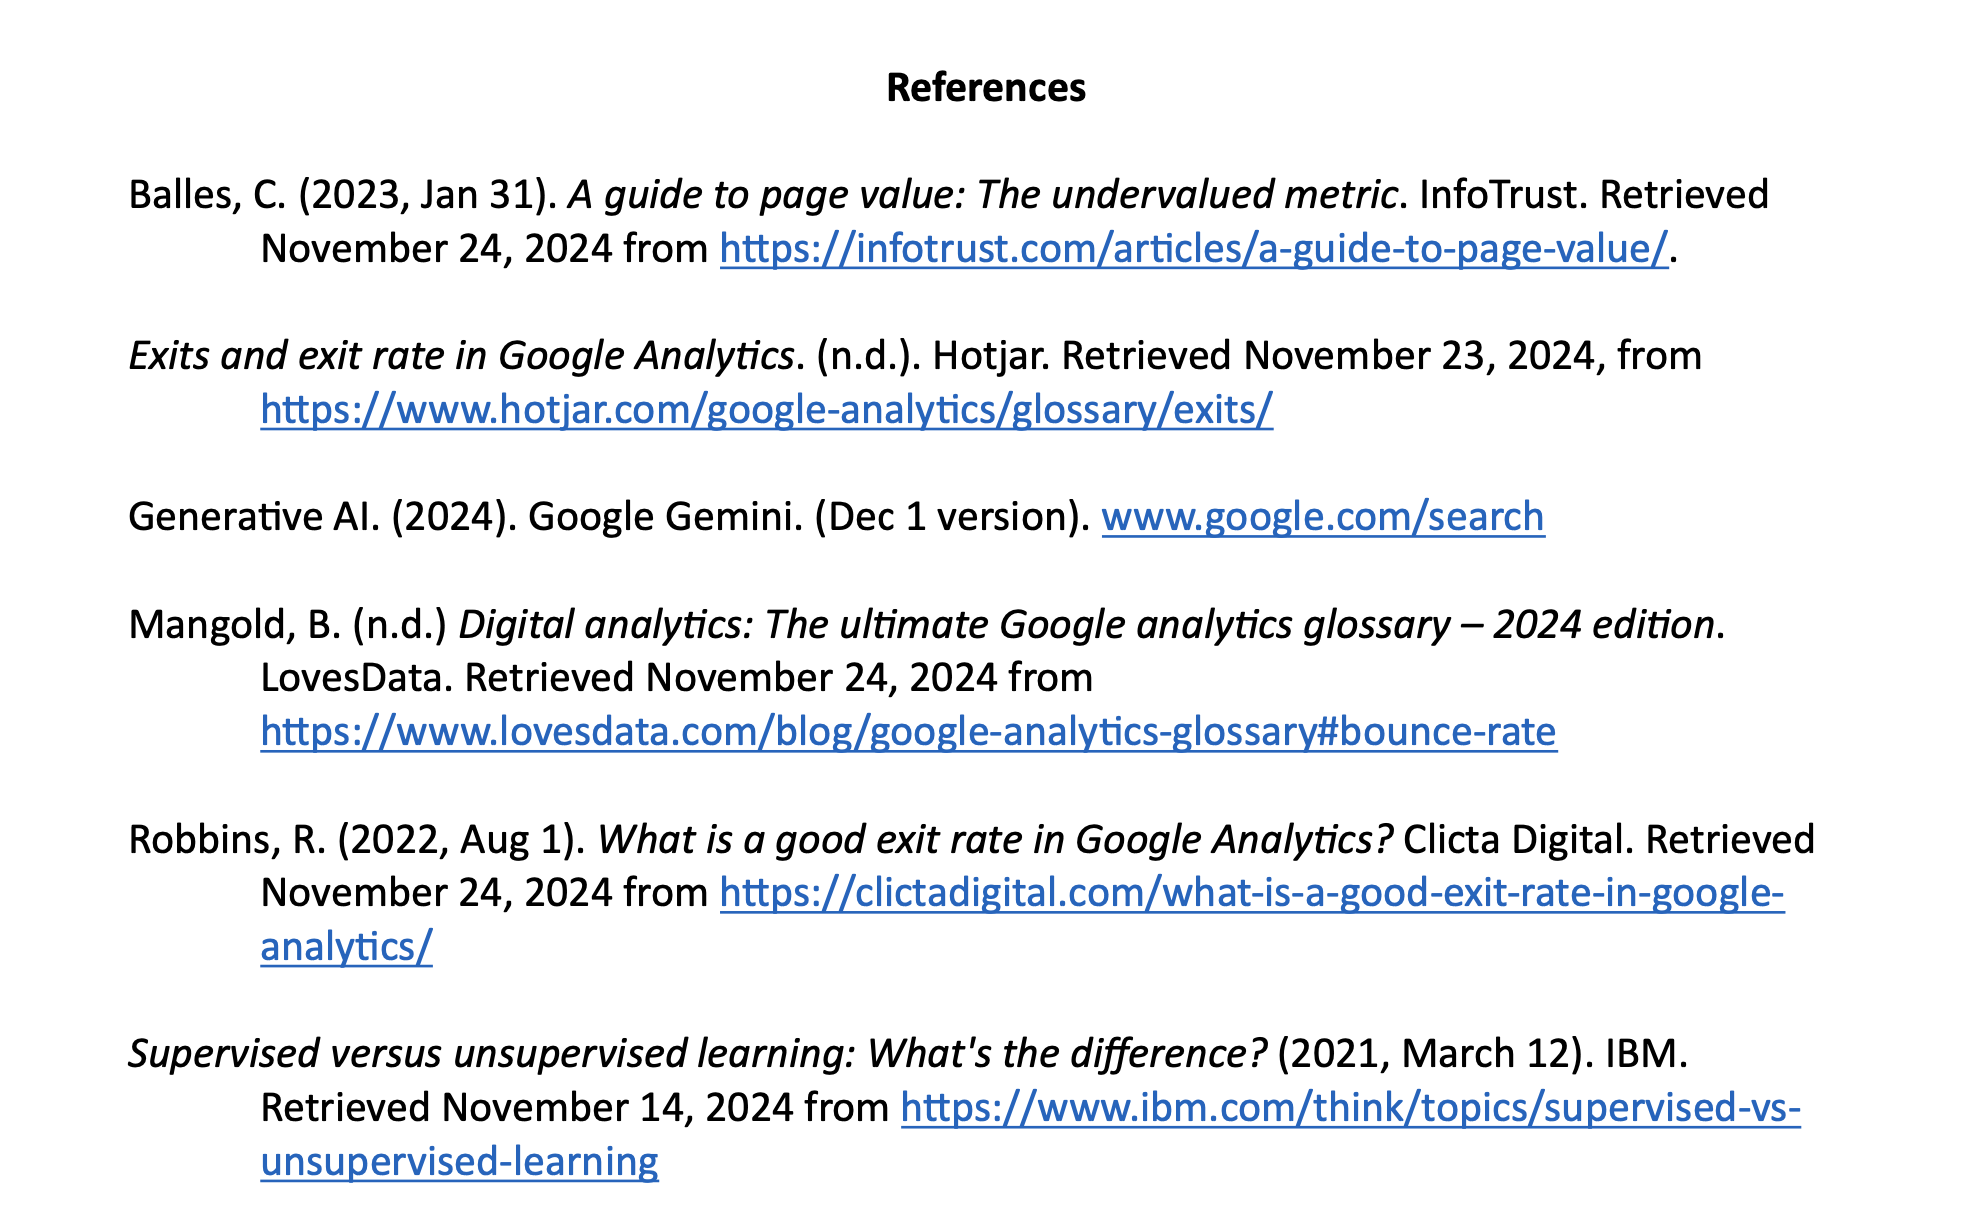 References
Balles, C. (2023, Jan 31). A guide to page value: The undervalued metric. InfoTrust. Retrieved
November 24, 2024 from https://infotrust.com/articles/a-guide-to-page-value/.
Exits and exit rate in Google Analytics. (n.d.). Hotjar. Retrieved November 23, 2024, from
https://www.hotjar.com/google-analytics/glossary/exits/
Generative AI. (2024). Google Gemini. (Dec 1 version). www.google.com/search
Mangold, B. (n.d.) Digital analytics: The ultimate Google analytics glossary – 2024 edition.
LovesData. Retrieved November 24, 2024 from
https://www.lovesdata.com/blog/google-analytics-glossary#bounce-rate
Robbins, R. (2022, Aug 1). What is a good exit rate in Google Analytics? Clicta Digital. Retrieved
November 24, 2024 from https://clictadigital.com/what-is-a-good-exit-rate-in-google-
analytics/
Supervised versus unsupervised learning: What's the difference? (2021, March 12). IBM.
Retrieved November 14, 2024 from https://www.ibm.com/think/topics/supervised-vs-
unsupervised-learning